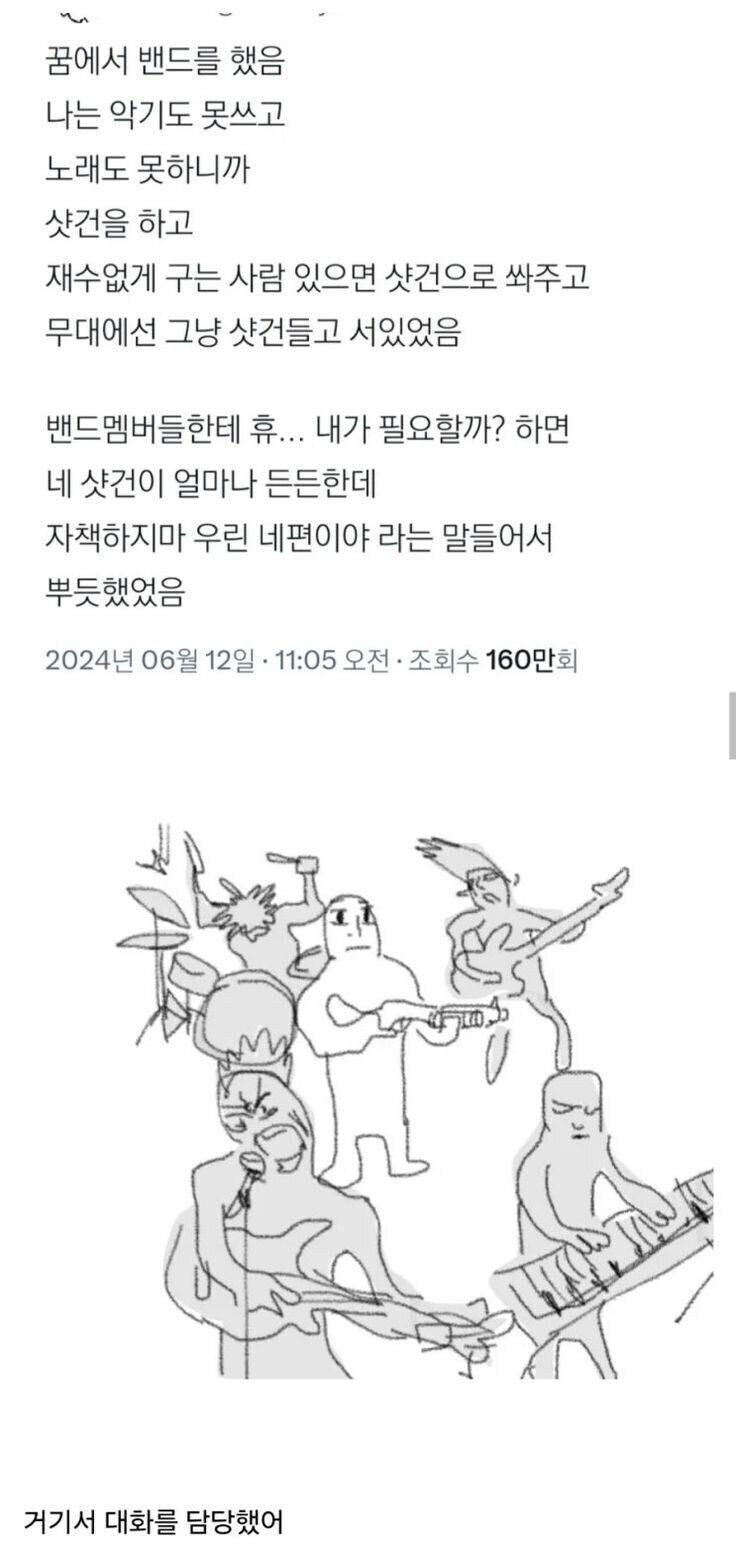 꿈에서 밴드를 했음
나는 악기도 못쓰고
노래도 못하니까
샷건을 하고
재수없게 구는 사람 있으면 샷건으로 쏴주고
무대에선 그냥 샷건들고 서있었음
밴드멤버들한테 휴... 내가 필요할까? 하면
네 샷건이 얼마나 든든한데
자책하지마 우린 네편이야 라는 말들어서
뿌듯했었음
2024년 06월 12일 · 11:05 오전 · 조회수 160만회
거기서 대화를 담당했어